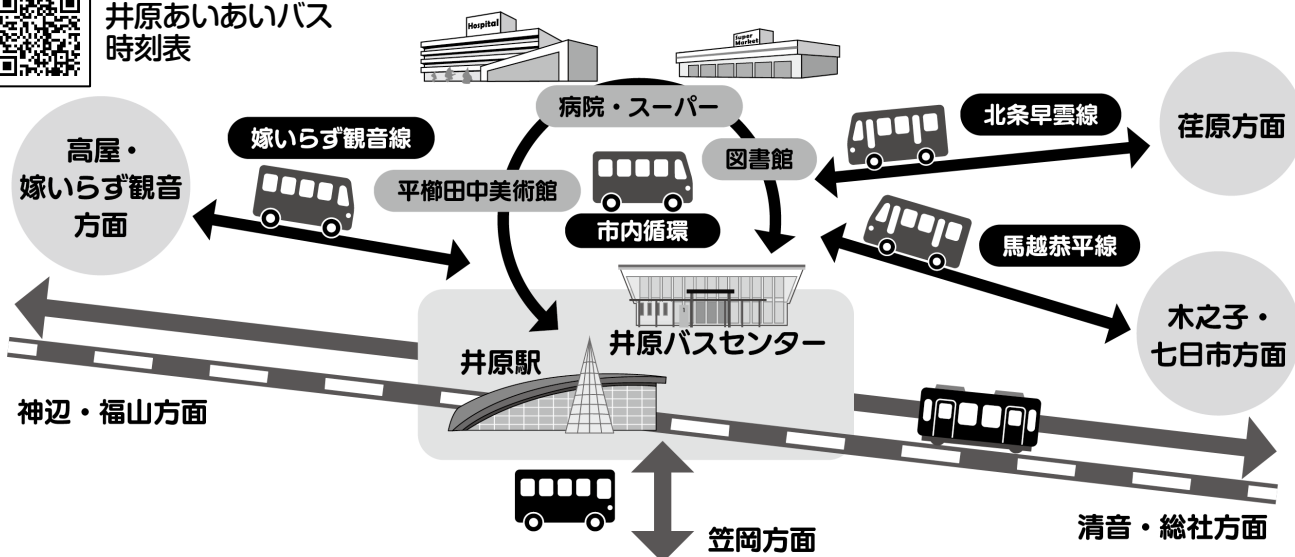 井原あいあいバス
時刻表
Hospital
Super
Market
病院・スーパー
北条早雲線
荏原方面
高屋・
嫁いらず観音
方面
嫁いらず観音線
図書館
平櫛田中美術館
市内循環
馬越恭平線
木之子・
七日市方面
井原バスセンター
井原駅
神辺・福山方面
清音・総社方面
笠岡方面